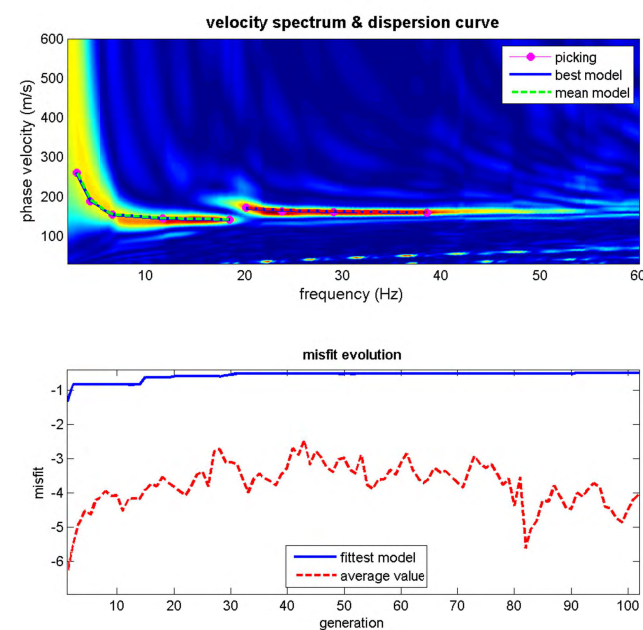 velocity spectrum & dispersion curve
600
500
400
300
200
100
phase velocity (m/s)
picking
best model
mean model
10
20
30
40
50
60
frequency (Hz)
misfit evolution
-1
-2
-3
-4
-5
-6
misfit
fittest model
average value
10
20
30
40
50
60
70
80
90
100
generation